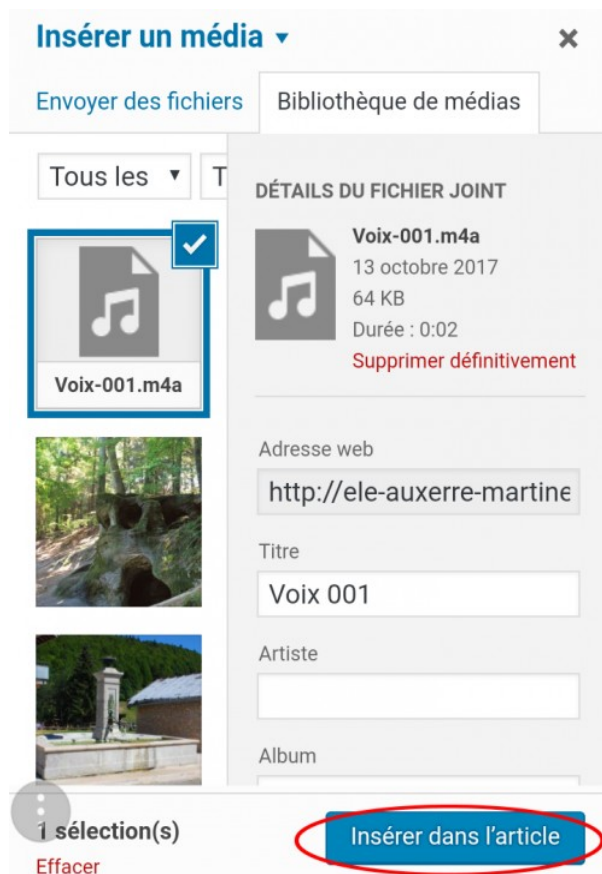 Insérer un média
Envoyer des fichiers
Bibliothèque de médias
Tous les
T
DÉTAILS DU FICHIER JOINT
Voix-001.m4a
13 octobre 2017
64 KB
Durée : 0:02
Supprimer définitivement
Voix-001.m4a
Adresse web
http://ele-auxerre-martine
Titre
Voix 001
Artiste
Album
1 sélection(s)
Effacer
Insérer dans l'article